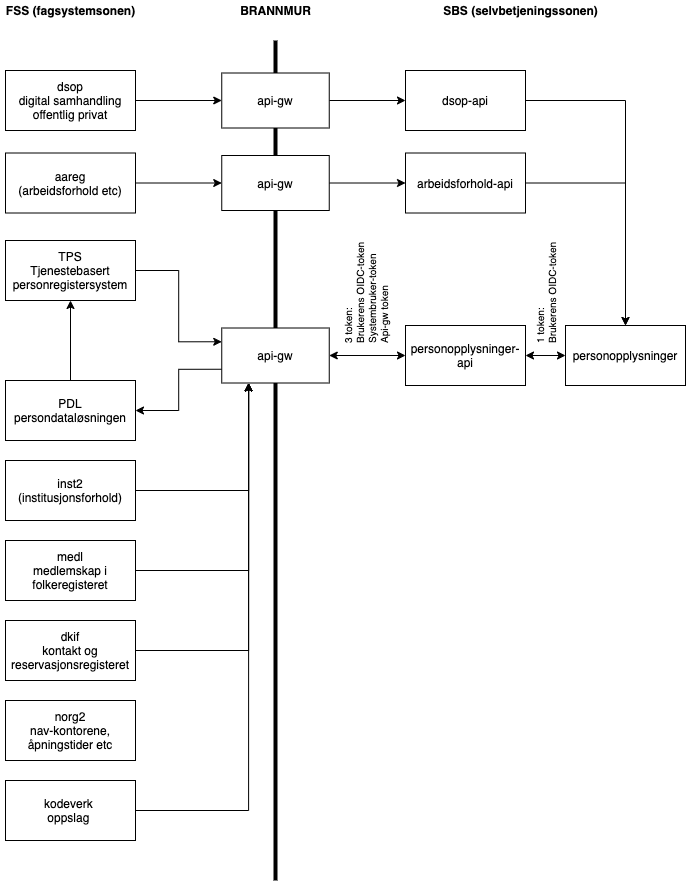 FSS (fagsystemsonen)
BRANNMUR
SBS (selvbetjeningssonen)
dsop
digital samhandling
offentlig privat
api-gw
dsop-api
aareg
(arbeidsforhold etc)
api-gw
arbeidsforhold-api
TPS
Tjenestebasert
personregistersystem
api-gw
3 token:
Brukerens OIDC-token
Systembruker-token
Api-gw token
personopplysninger-
api
1 token:
Brukerens OIDC-token
personopplysninger
PDL
persondataløsningen
inst2
(institusjonsforhold)
medl
medlemskap i
folkeregisteret
dkif
kontakt og
reservasjonsregisteret
norg2
nav-kontorene,
åpningstider etc
kodeverk
oppslag